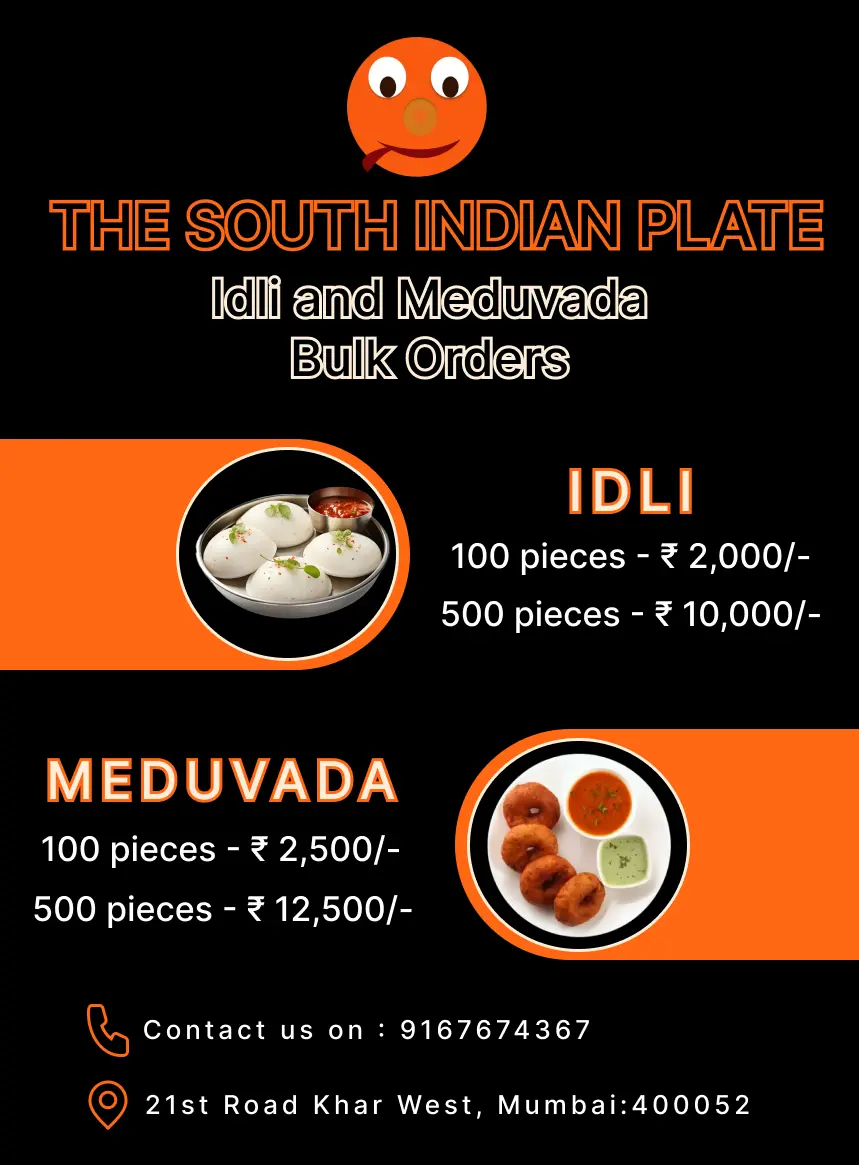 THE SOUTH INDIAN PLATE
Idli and Meduvada
Bulk Orders
IDLI
100 pieces - ₹ 2,000/-
500 pieces - ₹ 10,000/-
MEDUVADA
100 pieces - ₹ 2,500/-
500 pieces - ₹ 12,500/-
Contact us on : 9167674367
21st Road Khar West, Mumbai:400052